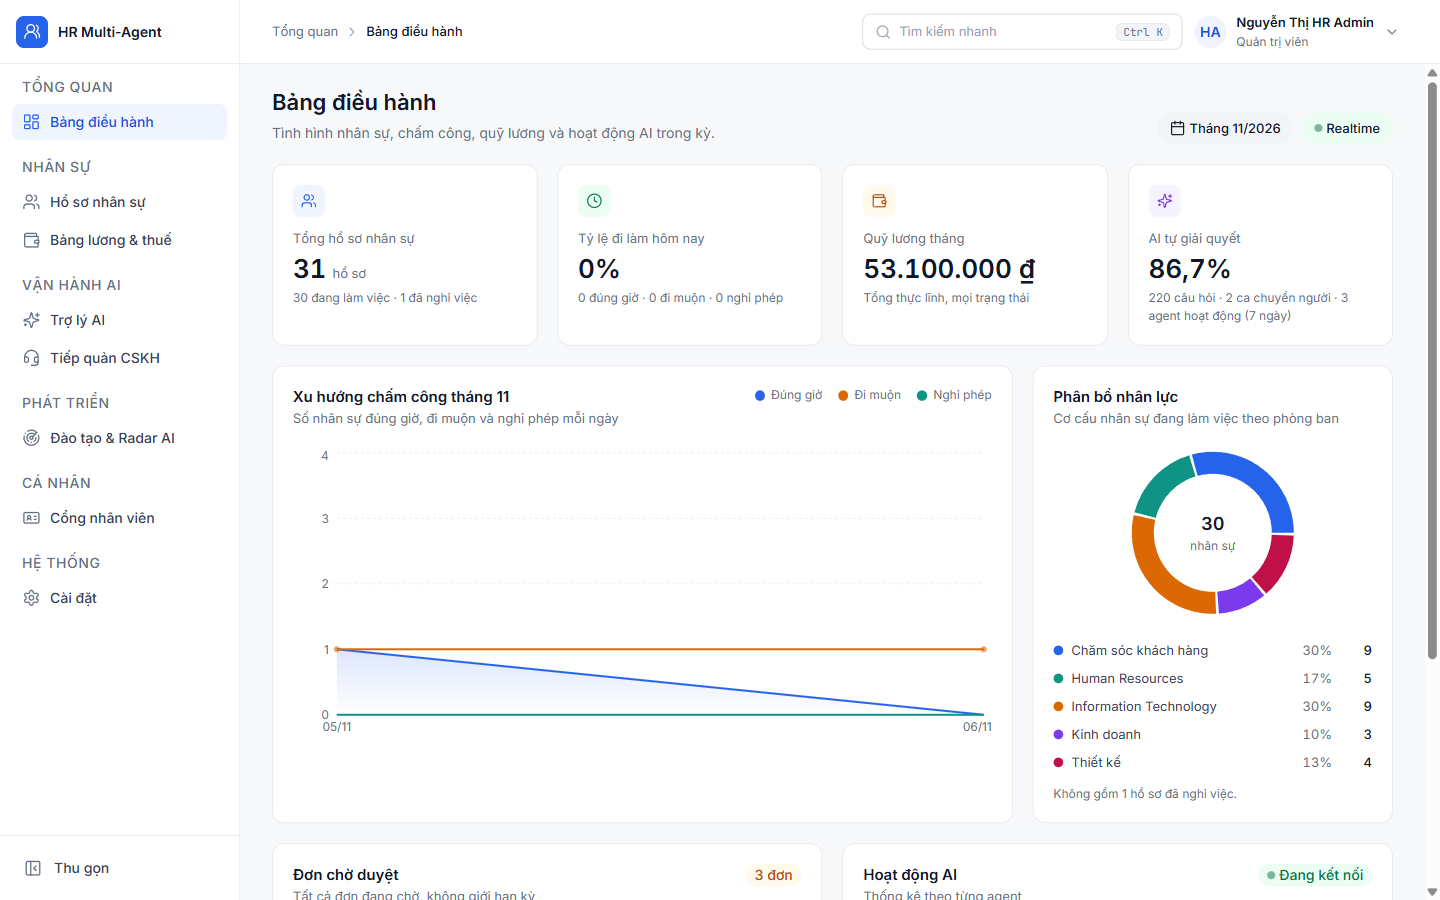 HR Multi-Agent
Tổng quan
Bảng điều hành
Tìm kiếm nhanh
Ctrl K
HA
Nguyễn Thị HR Admin
Quản trị viên
TỔNG QUAN
Bảng điều hành
NHÂN SỰ
Hồ sơ nhân sự
Bảng lương & thuế
VẬN HÀNH AI
Trợ lý AI
Tiếp quản CSKH
PHÁT TRIỂN
Đào tạo & Radar AI
CÁ NHÂN
Cổng nhân viên
HỆ THỐNG
Cài đặt
Thu gọn
Bảng điều hành
Tình hình nhân sự, chấm công, quỹ lương và hoạt động AI trong kỳ.
Tháng 11/2026
Realtime
Tổng hồ sơ nhân sự
31 hồ sơ
30 đang làm việc · 1 đã nghỉ việc
Tỷ lệ đi làm hôm nay
0%
0 đúng giờ · 0 đi muộn · 0 nghỉ phép
Quỹ lương tháng
53.100.000 ₫
Tổng thực lĩnh, mọi trạng thái
AI tự giải quyết
86,7%
220 câu hỏi · 2 ca chuyển người · 3
agent hoạt động (7 ngày)
Xu hướng chấm công tháng 11
Số nhân sự đúng giờ, đi muộn và nghỉ phép mỗi ngày
Đúng giờ
Đi muộn
Nghỉ phép
4
3
2
1
0
05/11
06/11
Phân bổ nhân lực
Cơ cấu nhân sự đang làm việc theo phòng ban
30
nhân sự
Chăm sóc khách hàng 30% 9
Human Resources 17% 5
Information Technology 30% 9
Kinh doanh 10% 3
Thiết kế 13% 4
Không gồm 1 hồ sơ đã nghỉ việc.
Đơn chờ duyệt
3 đơn
Tất cả đơn đang chờ, không giới hạn kỳ
Hoạt động AI
Đang kết nối
Thống kê theo từng agent